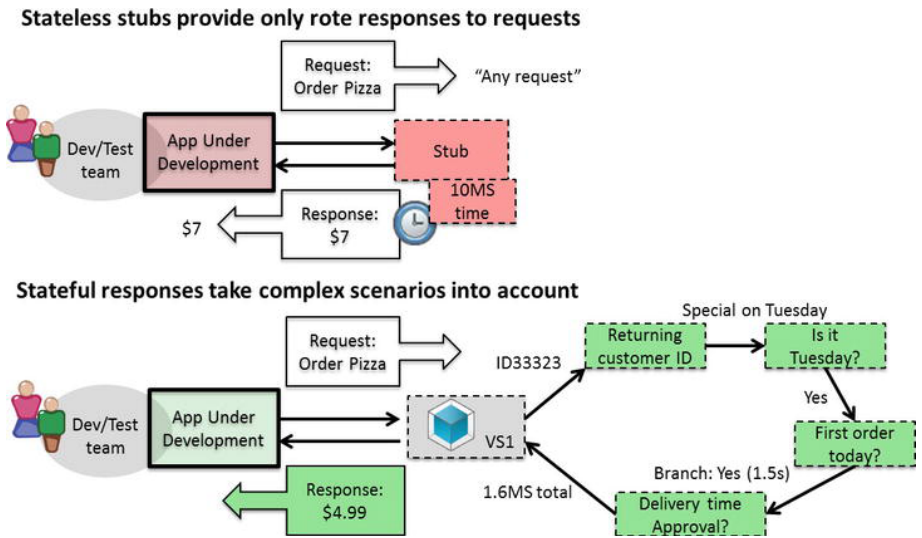 Stateless stubs provide only rote responses to requests
Request:
Order Pizza
“Any request”
Dev/Test
team
App Under
Development
Stub
10MS
time
Response:
$7
$7
Stateful responses take complex scenarios into account
Request:
Order Pizza
Special on Tuesday
Returning
customer ID
Is it
Tuesday?
ID33323
Yes
Dev/Test
team
App Under
Development
VS1
First order
today?
Branch: Yes (1.5s)
1.6MS total
Response:
$4.99
Delivery time
Approval?